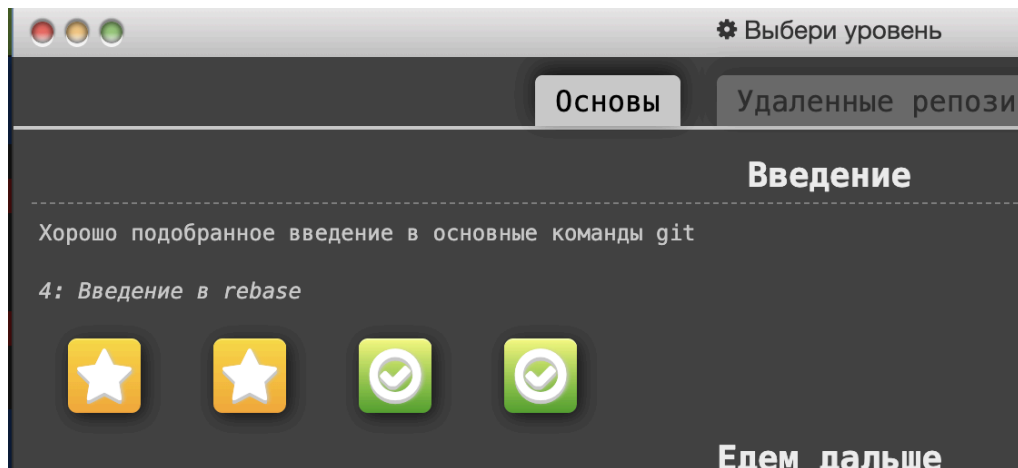 Выбери уровень
Основы
Удаленные репози
Введение
Хорошо подобранное введение в основные команды git
4: Введение в rebase
Едем дальше